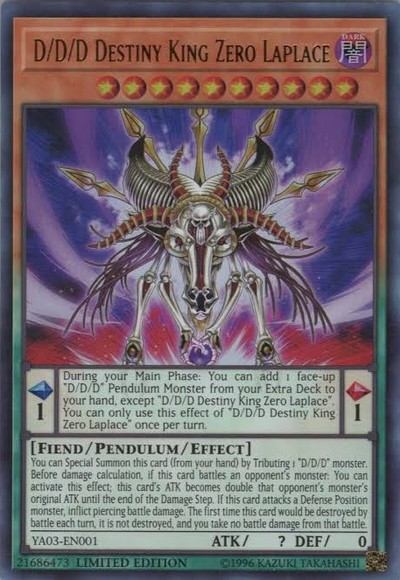 D/D/D Destiny King Zero Laplace
DARK
闇
During your Main Phase: You can add 1 face-up
"D/D/D" Pendulum Monster from your Extra Deck to
your hand, except "D/D/D Destiny King Zero Laplace".
You can only use this effect of "D/D/D Destiny King
Zero Laplace" once per turn.
1
1
[FIEND/PENDULUM/EFFECT]
You can Special Summon this card (from your hand) by Tributing 1 "D/D/D" monster.
Before damage calculation, if this card battles an opponent's monster: You can
activate this effect; this card's ATK becomes double that opponent's monster's
original ATK until the end of the Damage Step. If this card attacks a Defense Position
monster, inflict piercing battle damage. The first time this card would be destroyed by
battle each turn, it is not destroyed, and you take no battle damage from that battle.
YA03-EN001 ATK/ ? DEF/ 0
21686473 LIMITED EDITION ©1996 KAZUKI TAKAHASHI